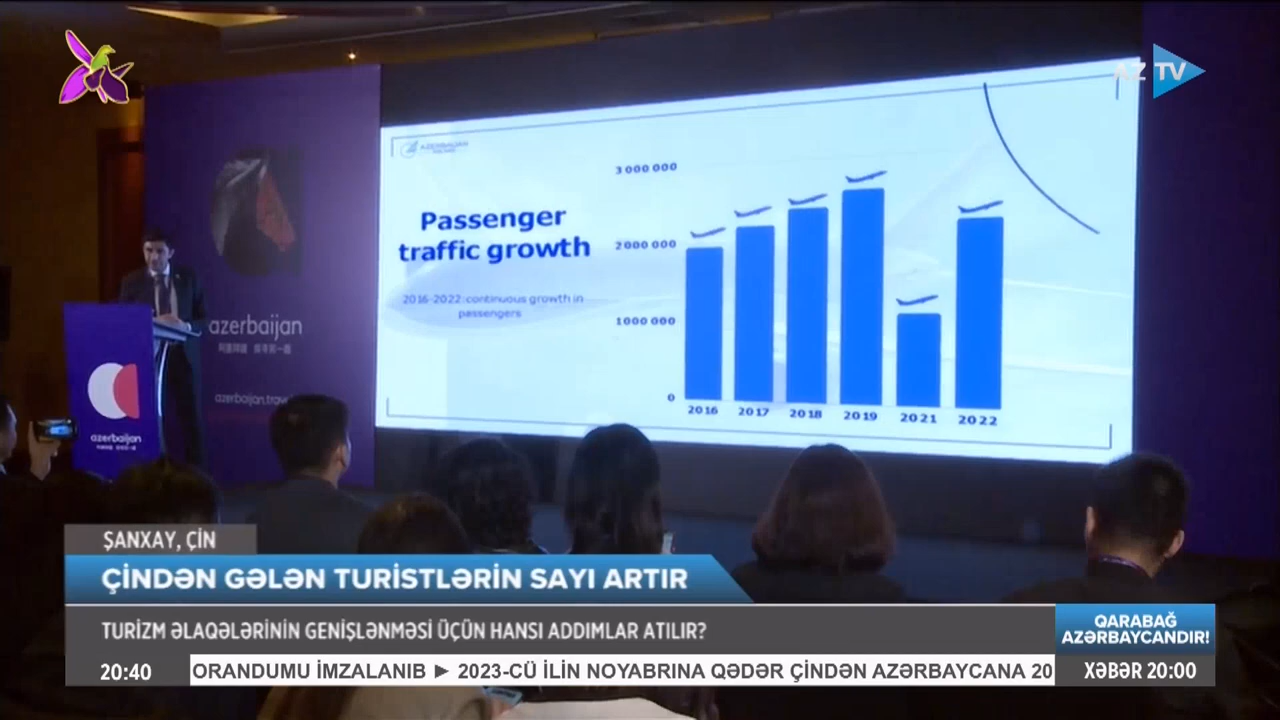 AZ TV
AZERBAIJAN
3 000 000
Passenger
traffic growth
2 000 000
2016-2022: continuous growth in
passengers
1 000 000
0
2016 2017 2018 2019 2021 2022
azerbaijan
azerbaijan.trav
azerbaijan
ŞANXAY, ÇİN
ÇİNDƏN GƏLƏN TURİSTLƏRİN SAYI ARTIR
TURİZM ƏLAQƏLƏRİNİN GENİŞLƏNMƏSİ ÜÇÜN HANSI ADDIMLAR ATILIR?
QARABAĞ
AZƏRBAYCANDIR!
20:40
ORANDUMU İMZALANIB ► 2023-CÜ İLİN NOYABRINA QƏDƏR ÇİNDƏN AZƏRBAYCANA 20
XƏBƏR 20:00